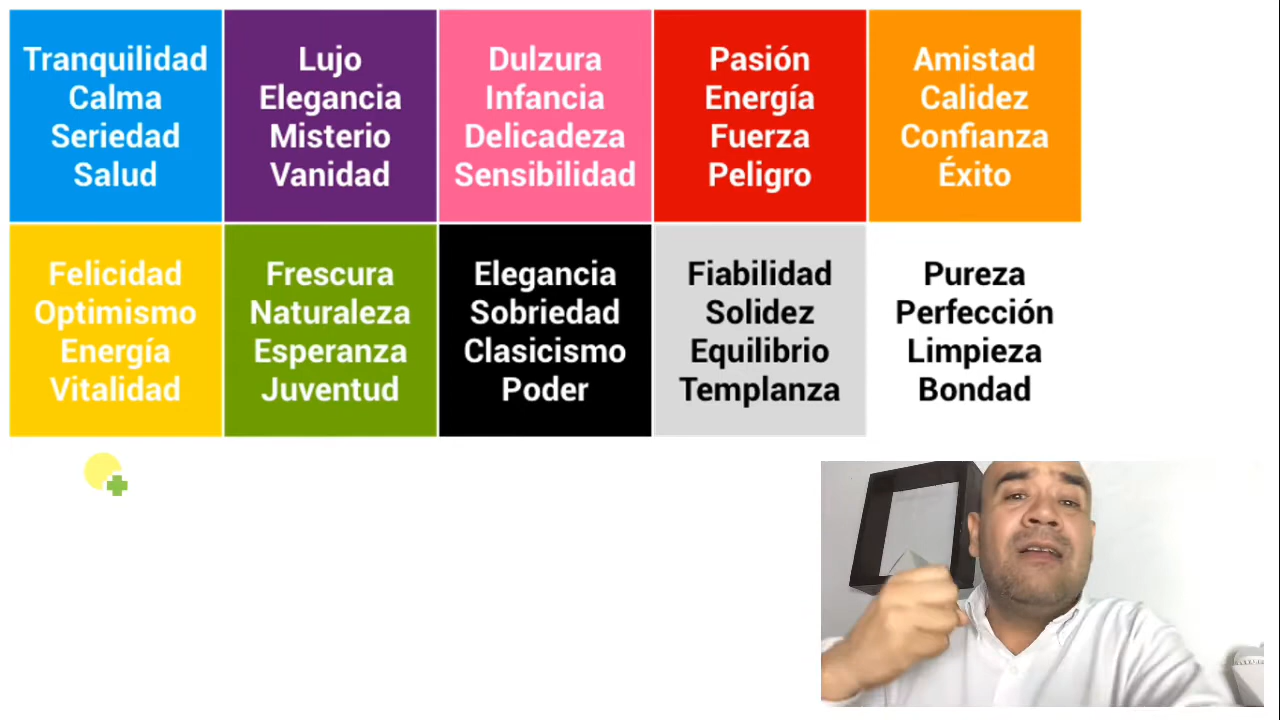 Tranquilidad
Calma
Seriedad
Salud
Lujo
Elegancia
Misterio
Vanidad
Dulzura
Infancia
Delicadeza
Sensibilidad
Pasión
Energía
Fuerza
Peligro
Amistad
Calidez
Confianza
Éxito
Felicidad
Optimismo
Energía
Vitalidad
Frescura
Naturaleza
Esperanza
Juventud
Elegancia
Sobriedad
Clasicismo
Poder
Fiabilidad
Solidez
Equilibrio
Templanza
Pureza
Perfección
Limpieza
Bondad